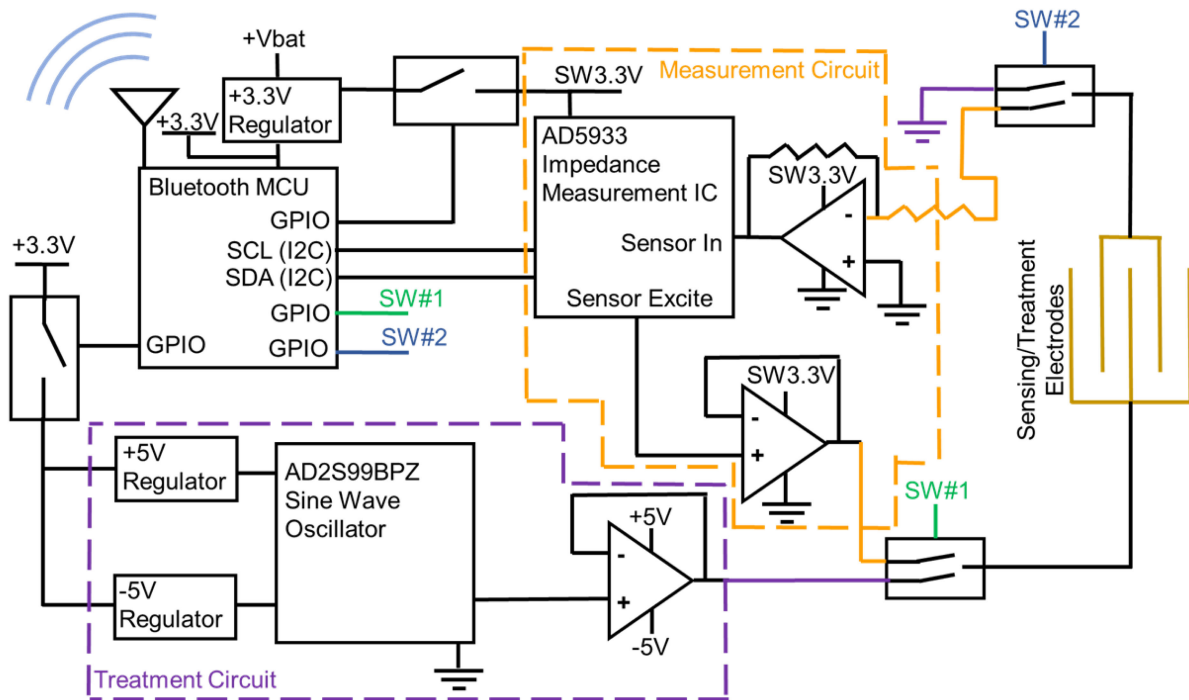 SW#2
+Vbat
SW3.3V
Measurement Circuit
+3.3V
Regulator
+3.3V
AD5933
Impedance
Measurement IC
Sensor In
Sensor Excite
Bluetooth MCU
GPIO
SCL (I2C)
SDA (I2C)
GPIO
GPIO
GPIO
SW#1
SW#2
SW3.3V
-
+
+3.3V
Sensing/Treatment
Electrodes
SW3.3V
-
+
SW#1
+5V
Regulator
-5V
Regulator
AD2S99BPZ
Sine Wave
Oscillator
+5V
-
+
-5V
Treatment Circuit